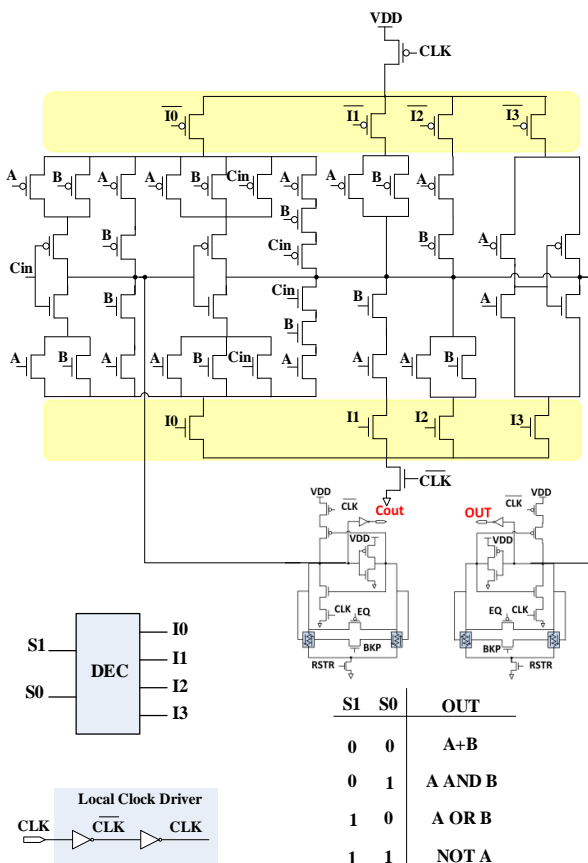 VDD
CLK
I0 I1 I2 I3
A B A A B Cin A A B A
B
Cin B Cin A
B Cin B
B
A B A A B Cin A A A B A
I0 I1 I2 I3
CLK
VDD CLK Cout OUT CLK VDD
VDD VDD
CLK EQ EQ CLK
BKP BKP
RSTR RSTR
S1 S0 DEC I0 I1 I2 I3
S1 S0 OUT
0 0 A+B
0 1 A AND B
1 0 A OR B
1 1 NOT A
Local Clock Driver
CLK CLK CLK